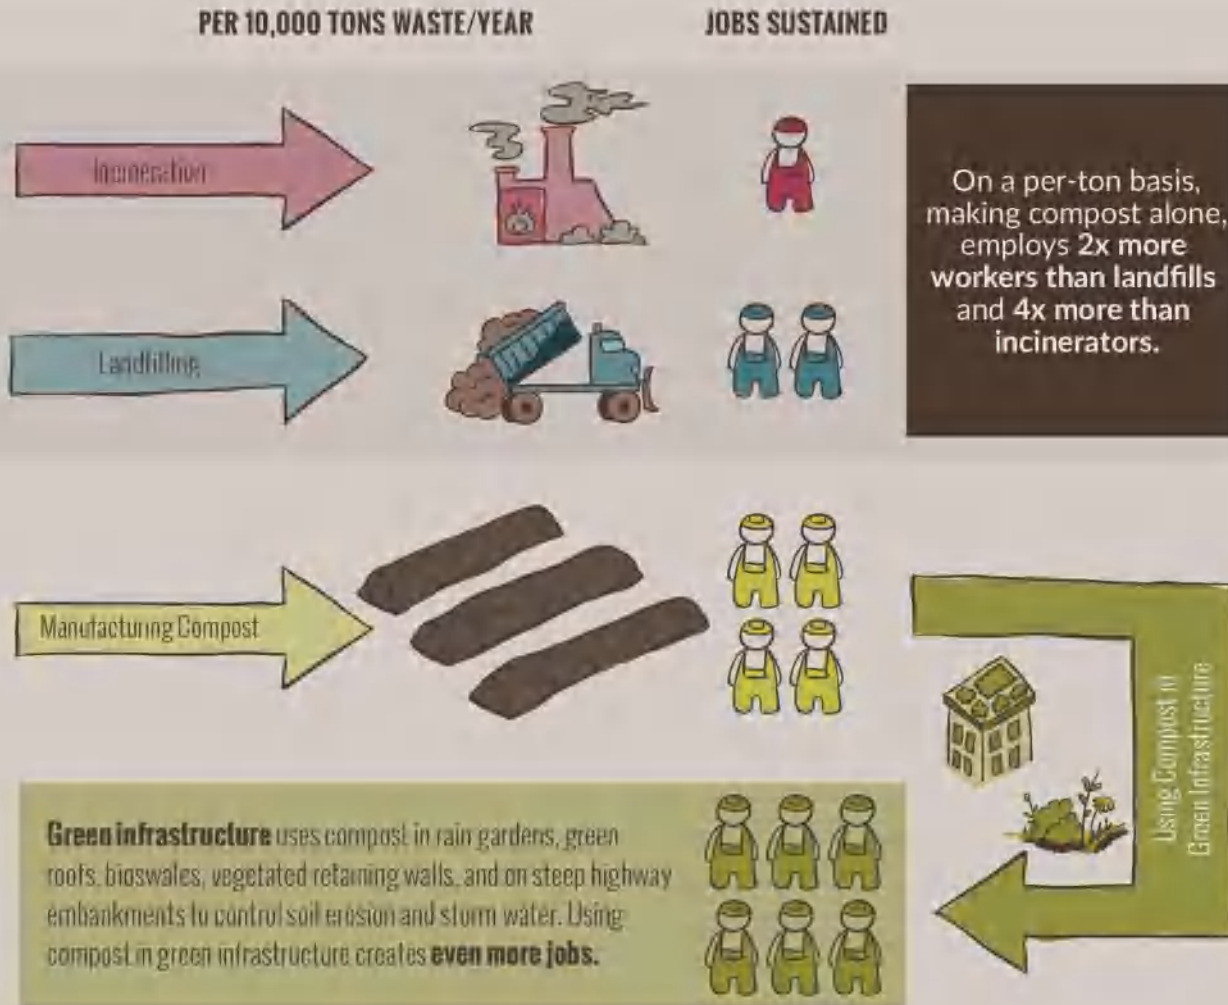 PER 10,000 TONS WASTE/YEAR
JOBS SUSTAINED
Incineration
On a per-ton basis,
making compost alone,
employs 2x more
workers than landfills
and 4x more than
incinerators.
Landfilling
Manufacturing Compost
Using Compost in
Green Infrastructure
Green infrastructure uses compost in rain gardens, green
roofs, bioswales, vegetated retaining walls, and on steep highway
embankments to control soil erosion and storm water. Using
compost in green infrastructure creates even more jobs.